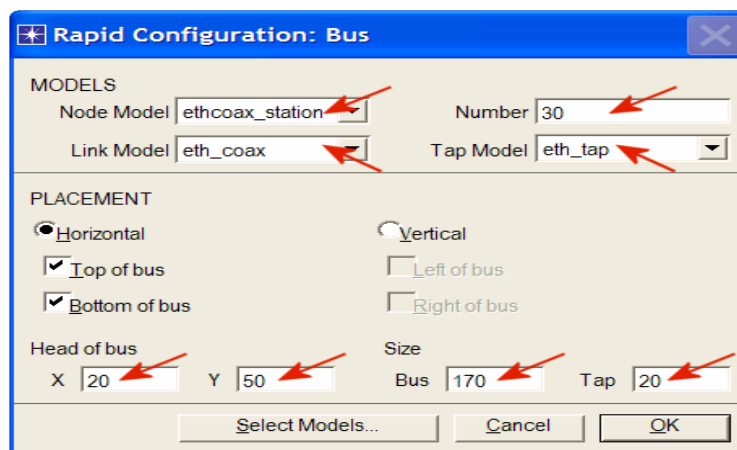 Rapid Configuration: Bus
MODELS
Node Model ethcoax_station Number 30
Link Model eth_coax Tap Model eth_tap
PLACEMENT
Horizontal Vertical
Top of bus Left of bus
Bottom of bus Right of bus
Head of bus Size
X 20 Y 50 Bus 170 Tap 20
Select Models... Cancel OK